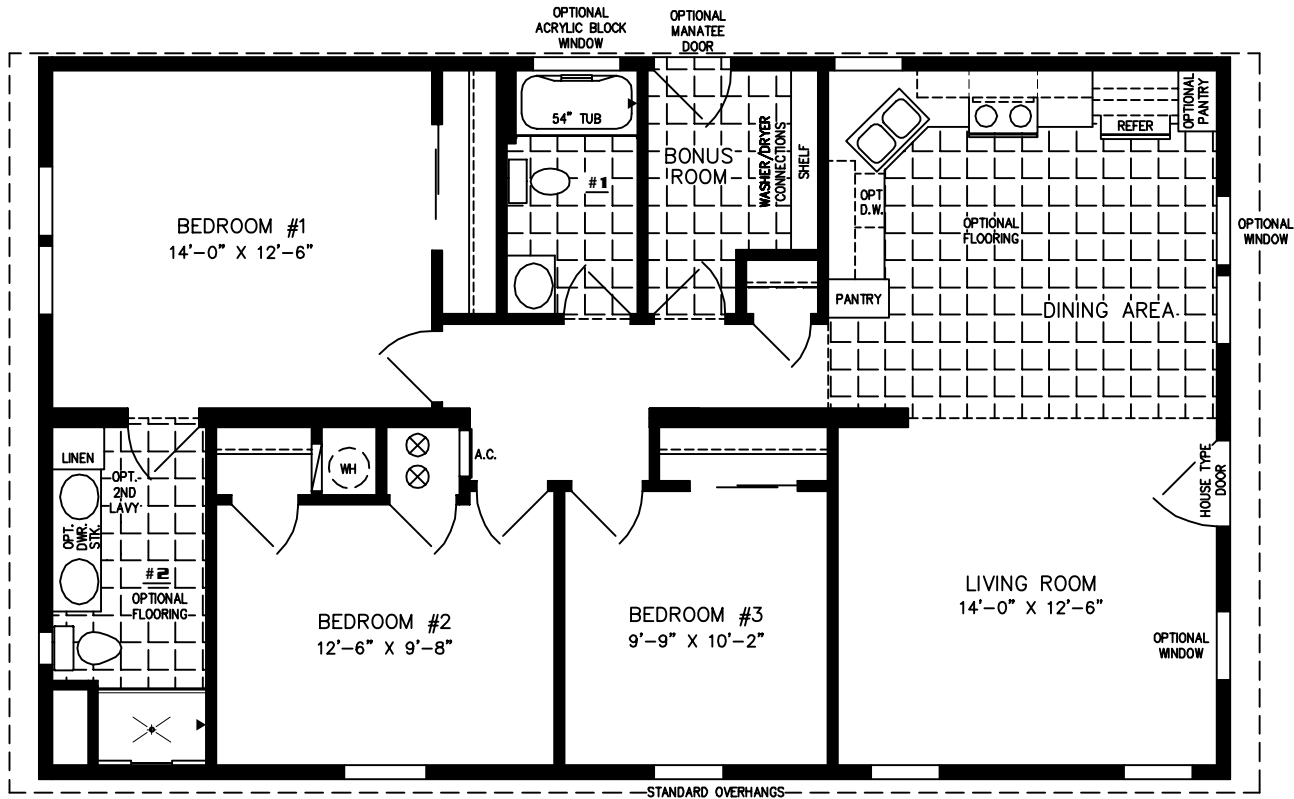 OPTIONAL
ACRYLIC BLOCK
WINDOW
OPTIONAL
MANATEE
DOOR
54" TUB
#1
BONUS
ROOM
WASHER/DRYER
CONNECTIONS
SHELF
REFER
OPTIONAL
PANTRY
OPT
D.W.
OPTIONAL
FLOORING
OPTIONAL
WINDOW
BEDROOM #1
14'-0" X 12'-6"
PANTRY
DINING AREA
LINEN
OPT.
2ND
LAVY
OPT.
DWR.
STK.
#2
OPTIONAL
FLOORING
WH
A.C.
HOUSE TYPE
DOOR
BEDROOM #2
12'-6" X 9'-8"
BEDROOM #3
9'-9" X 10'-2"
LIVING ROOM
14'-0" X 12'-6"
OPTIONAL
WINDOW
STANDARD OVERHANGS